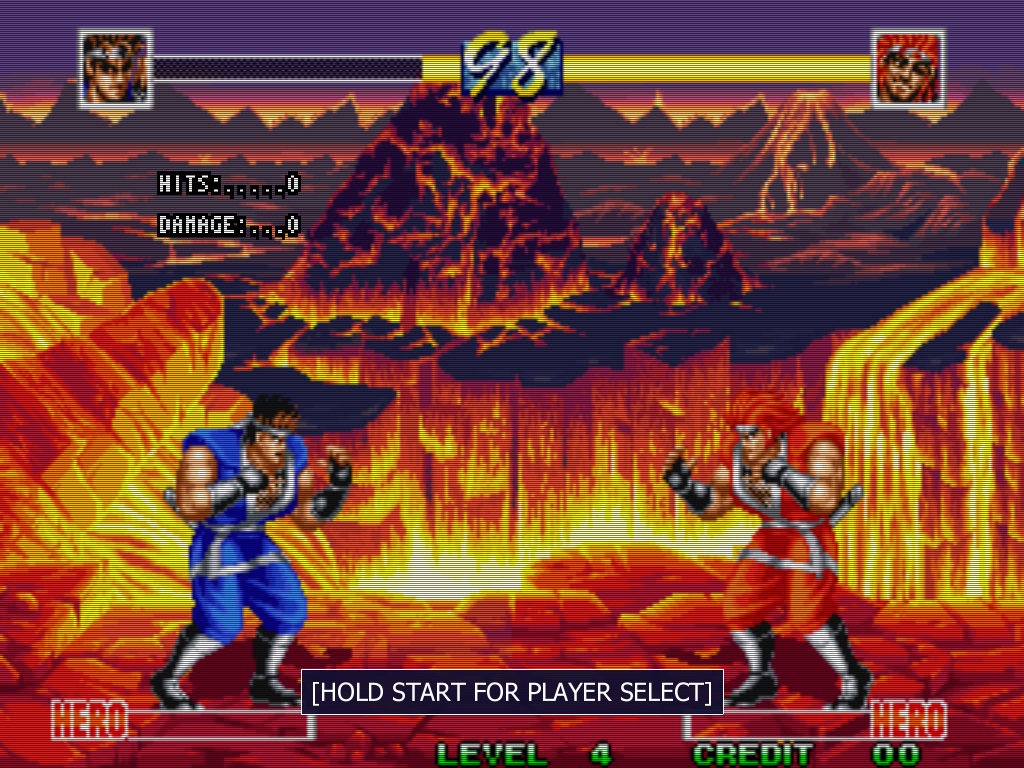 98
HITS:.....0
DAMAGE:...0
[HOLD START FOR PLAYER SELECT]
HERO HERO
LEVEL 4 CREDIT 00